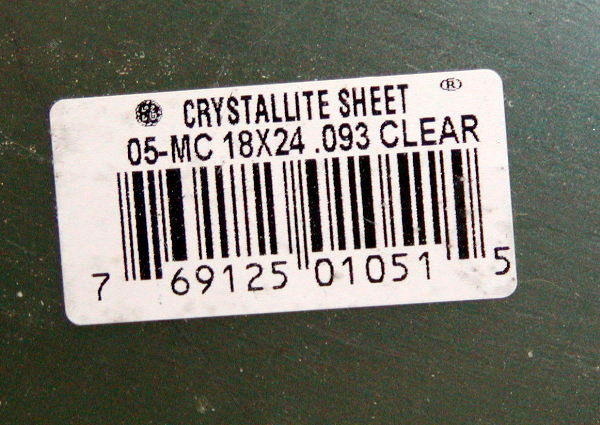 CRYSTALLITE SHEET ®
05-MC 18X24 .093 CLEAR
7 69125 01051 5